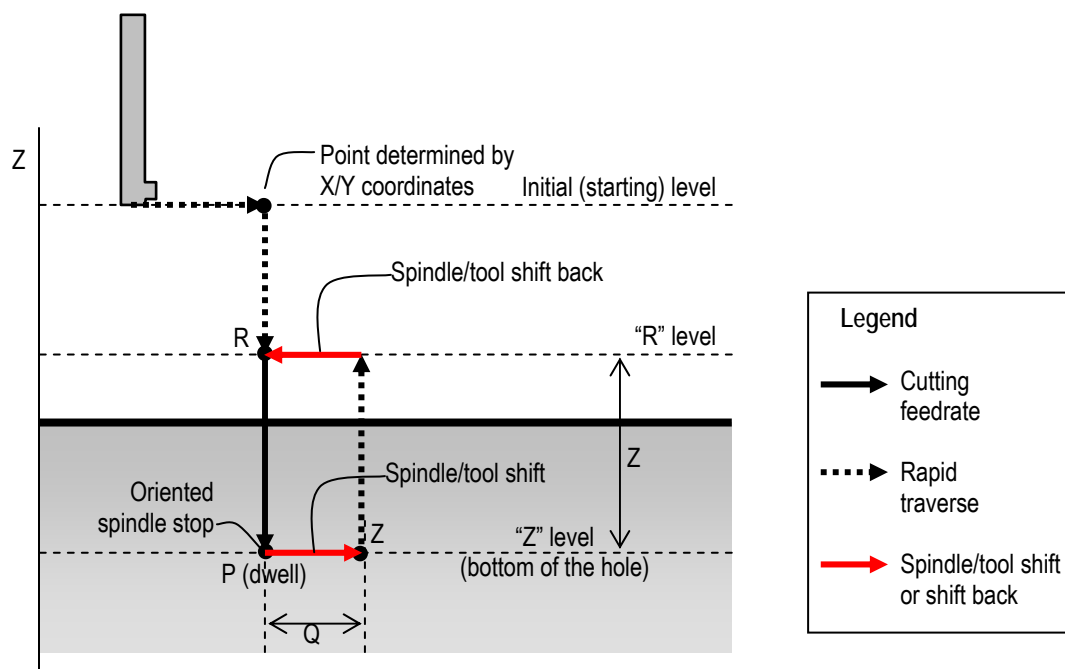 Z
Point determined by
X/Y coordinates
Initial (starting) level
Spindle/tool shift back
R
“R” level
Z
Spindle/tool shift
Oriented
spindle stop
Z
“Z” level
(bottom of the hole)
P (dwell)
Q
Legend
Cutting
feedrate
Rapid
traverse
Spindle/tool shift
or shift back